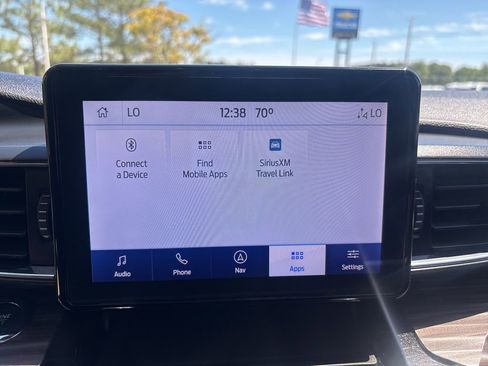 LO 12:38 70° LO
Connect
a Device
Find
Mobile Apps
SiriusXM
Travel Link
Audio Phone Nav Apps Settings